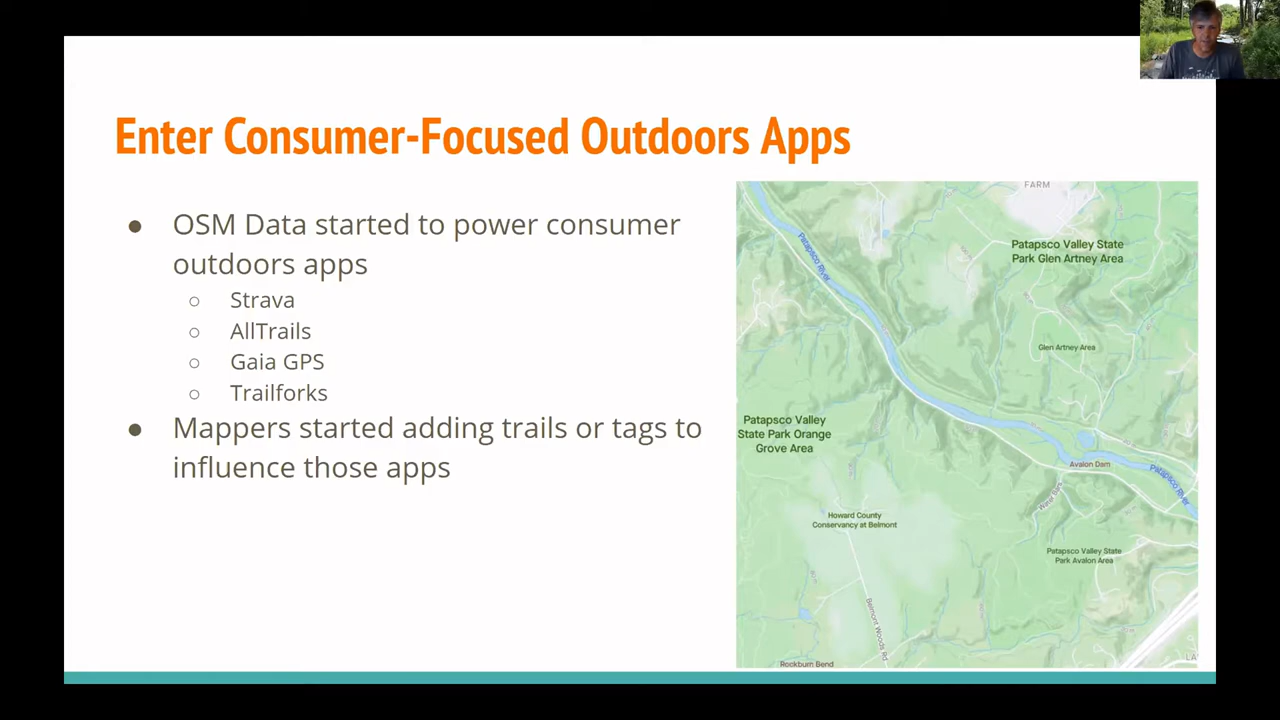 Enter Consumer-Focused Outdoors Apps
● OSM Data started to power consumer
outdoors apps
○ Strava
○ AllTrails
○ Gaia GPS
○ Trailforks
● Mappers started adding trails or tags to
influence those apps
FARM
Patapsco River
Patapsco Valley State
Park Glen Artney Area
Glen Artney Area
Patapsco Valley
State Park Orange
Grove Area
Avalon Dam
Patapsco River
Water Bars
Howard County
Conservancy at Belmont
Patapsco Valley State
Park Avalon Area
Belmont Woods Rd
Rockburn Bend